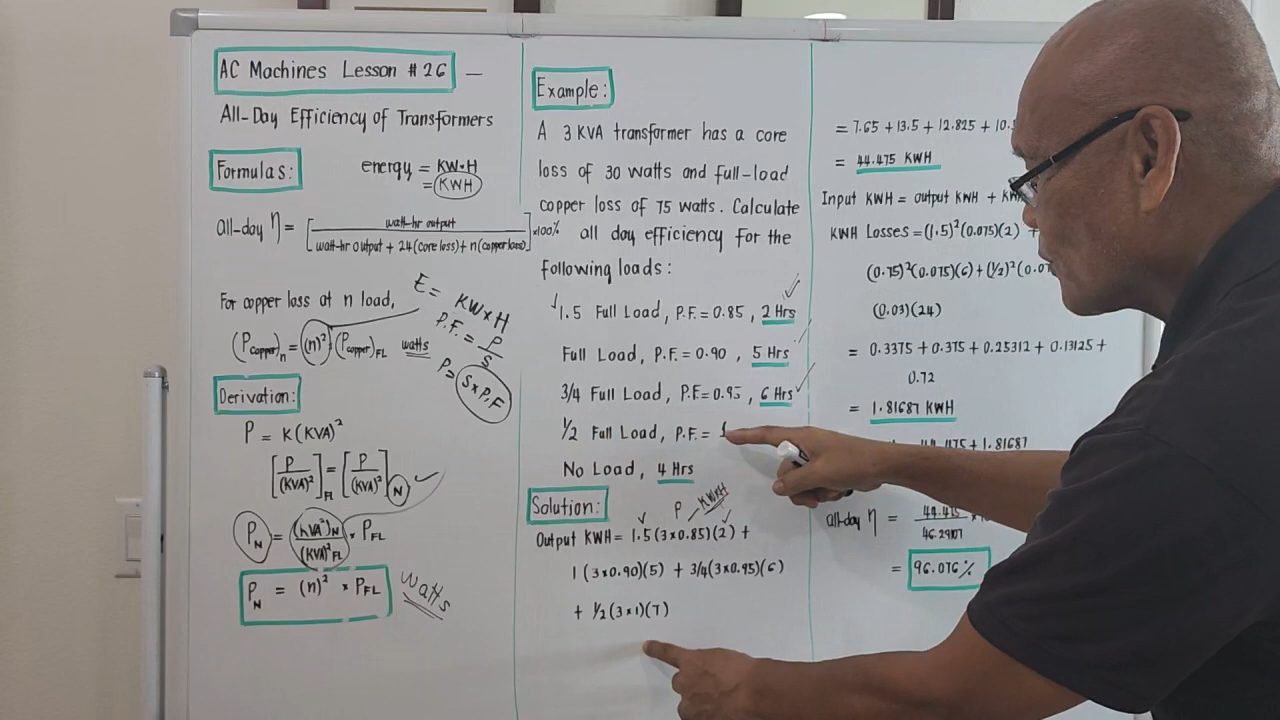 AC Machines Lesson # 26 —
All-Day Efficiency of Transformers
Formulas:
energy = KW·H
= KWH
all-day η = [ watt-hr output / watt-hr output + 24(core loss) + n(copper loss) ] x100%
For copper loss at n load,
(Pcopper)n = (n)² · (Pcopper)FL watts
E = KW x H
P.F. = P/S
P = S x P.F
Derivation:
P = K(KVA)²
[P/(KVA)²]FL = [P/(KVA)²]N
PN = (KVA²)N/(KVA)²FL x PFL
PN = (n)² x PFL
watts
Example:
A 3 KVA transformer has a core
loss of 30 watts and full-load
copper loss of 75 watts. Calculate
all day efficiency for the
following loads:
1.5 Full Load, P.F. = 0.85, 2 Hrs
Full Load, P.F. = 0.90, 5 Hrs
3/4 Full Load, P.F = 0.95, 6 Hrs
1/2 Full Load, P.F. =
No Load, 4 Hrs
Solution:
P KWxH
Output KWH = 1.5(3x0.85)(2) +
1(3x0.90)(5) + 3/4(3x0.95)(6)
+ 1/2(3x1)(7)
= 7.65 + 13.5 + 12.825 + 10.
= 44.475 KWH
Input KWH = output KWH +
KWH Losses = (1.5)²(0.075)(2) +
(0.75)²(0.075)(6) + (1/2)²(0.07
(0.03)(24)
= 0.3375 + 0.375 + 0.25312 + 0.13125 +
0.72
= 1.81687 KWH
+ 1.81687
all-day η = 44.475/46.29187
= 96.076%